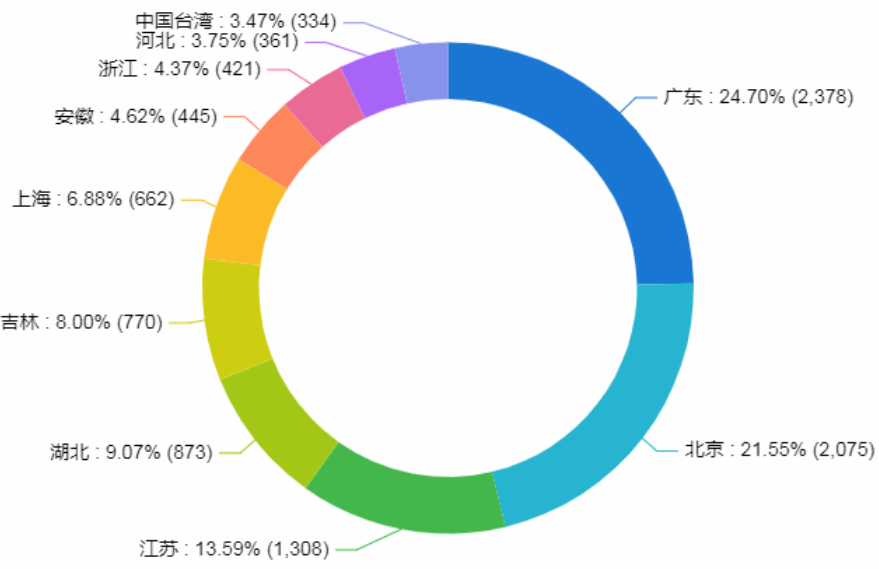 中国台湾 : 3.47% (334)
河北 : 3.75% (361)
浙江 : 4.37% (421)
广东 : 24.70% (2,378)
安徽 : 4.62% (445)
上海 : 6.88% (662)
吉林 : 8.00% (770)
北京 : 21.55% (2,075)
湖北 : 9.07% (873)
江苏 : 13.59% (1,308)